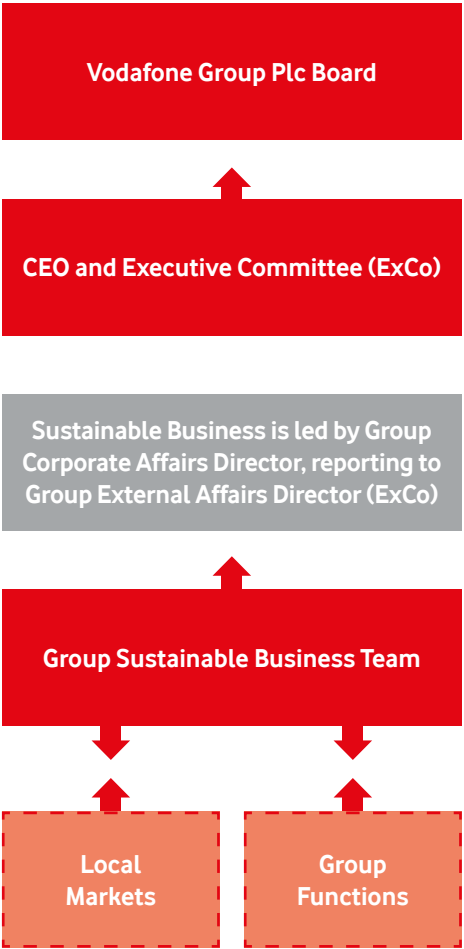 Vodafone Group Plc Board
CEO and Executive Committee (ExCo)
Sustainable Business is led by Group
Corporate Affairs Director, reporting to
Group External Affairs Director (ExCo)
Group Sustainable Business Team
Local
Markets
Group
Functions